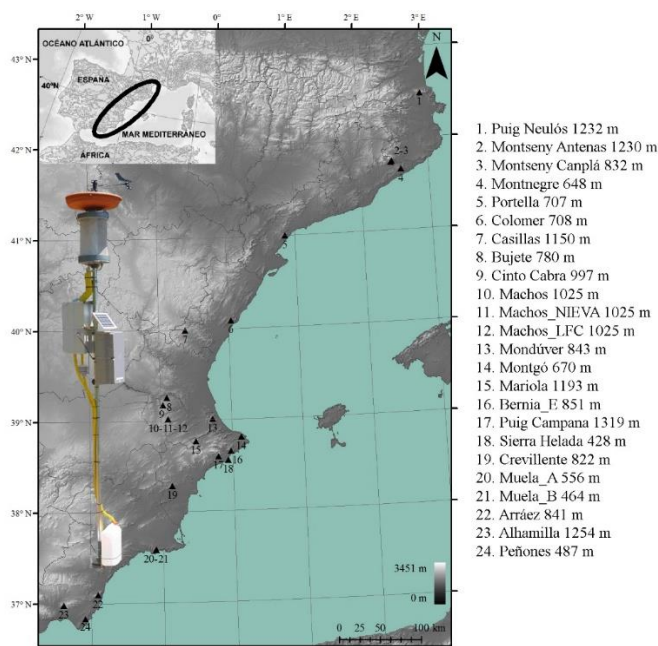 2°W
1°W
0°
1°E
2°E
3°E
OCÉANO ATLÁNTICO
0°
40°N
ESPAÑA
MAR MEDITERRÁNEO
ÁFRICA
N
43°N
42°N
41°N
40°N
39°N
38°N
37°N
1
2-3
4
5
6
7
8
9
10-11-12
13
14
15
16
17
18
19
20-21
22
23
24
3451 m
0 m
0 25 50 100 km
1. Puig Neulós 1232 m
2. Montseny Antenas 1230 m
3. Montseny Canplá 832 m
4. Montnegre 648 m
5. Portella 707 m
6. Colomer 708 m
7. Casillas 1150 m
8. Bujete 780 m
9. Cinto Cabra 997 m
10. Machos 1025 m
11. Machos_NIEVA 1025 m
12. Machos_LFC 1025 m
13. Mondúver 843 m
14. Montgó 670 m
15. Mariola 1193 m
16. Bernia_E 851 m
17. Puig Campana 1319 m
18. Sierra Helada 428 m
19. Crevillente 822 m
20. Muela_A 556 m
21. Muela_B 464 m
22. Arráez 841 m
23. Alhamilla 1254 m
24. Peñones 487 m